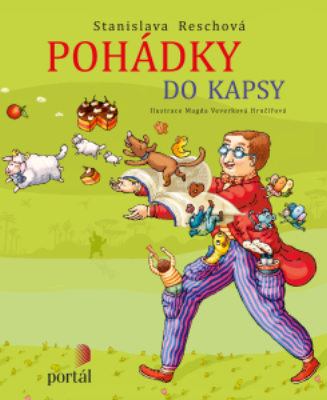 Stanislava Reschová
POHÁDKY
DO KAPSY
Ilustrace Magda Veverková Hrnčířová
portál